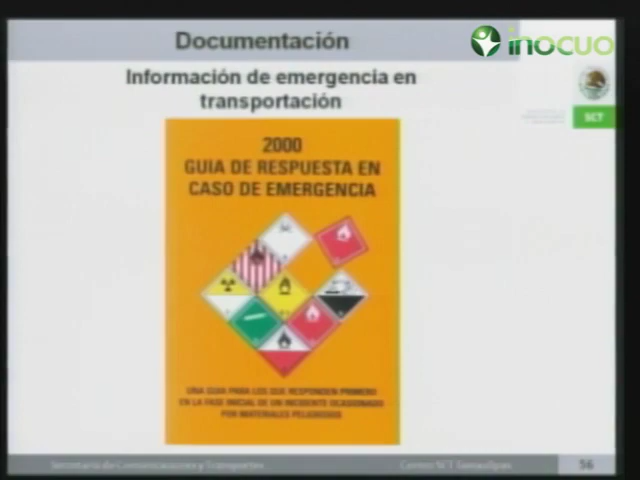 Documentación
inocuo
Información de emergencia en
transportación
SCT
2000
GUIA DE RESPUESTA EN
CASO DE EMERGENCIA
UNA GUIA PARA LOS QUE RESPONDEN PRIMERO
EN LA FASE INICIAL DE UN INCIDENTE OCASIONADO
POR MATERIALES PELIGROSOS
Secretaría de Comunicaciones y Transportes
Centro SCT Tamaulipas
56